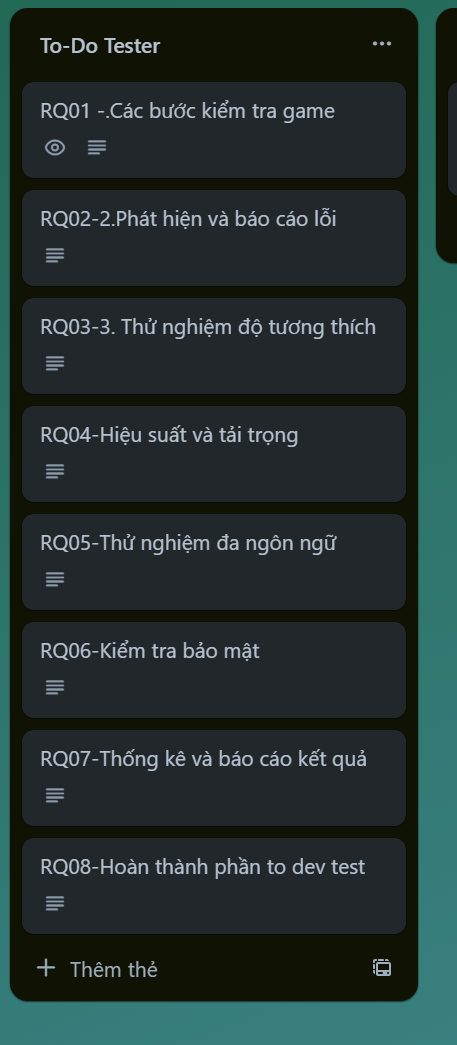 To-Do Tester
RQ01 -.Các bước kiểm tra game
RQ02-2.Phát hiện và báo cáo lỗi
RQ03-3. Thử nghiệm độ tương thích
RQ04-Hiệu suất và tải trọng
RQ05-Thử nghiệm đa ngôn ngữ
RQ06-Kiểm tra bảo mật
RQ07-Thống kê và báo cáo kết quả
RQ08-Hoàn thành phần to dev test
Thêm thẻ